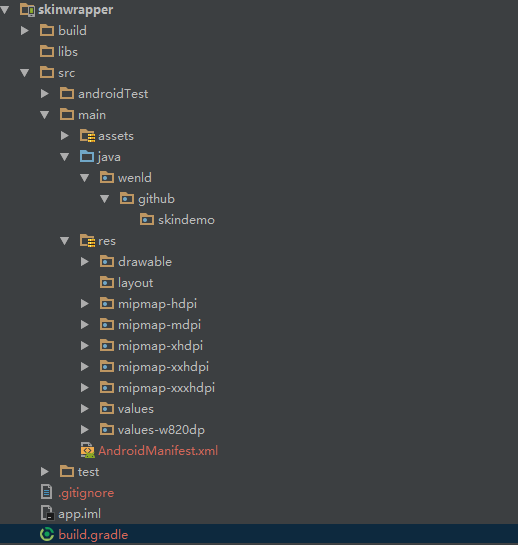 skinwrapper
build
libs
src
androidTest
main
assets
java
wenld
github
skindemo
res
drawable
layout
mipmap-hdpi
mipmap-mdpi
mipmap-xhdpi
mipmap-xxhdpi
mipmap-xxxhdpi
values
values-w820dp
AndroidManifest.xml
test
.gitignore
app.iml
build.gradle